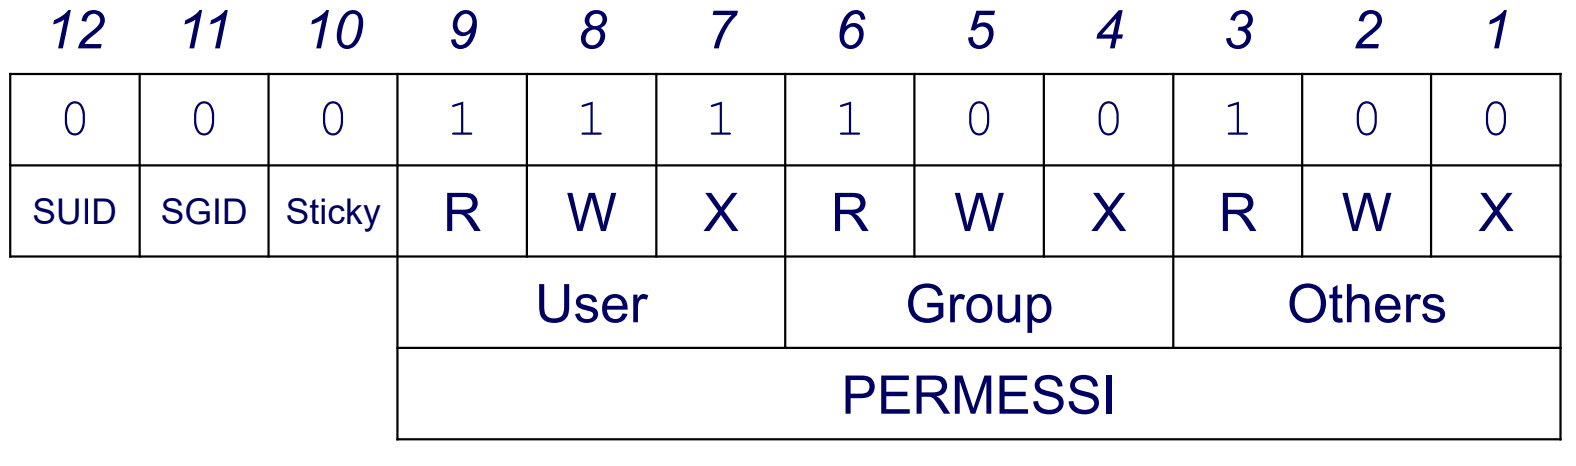 12 11 10 9 8 7 6 5 4 3 2 1
0 0 0 1 1 1 1 0 0 1 0 0
SUID SGID Sticky R W X R W X R W X
User Group Others
PERMESSI